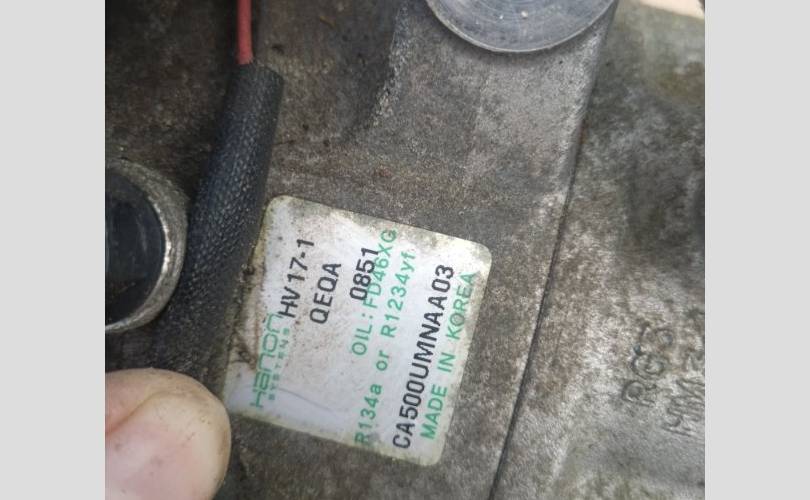 Hanon
SYSTEMS
HV17-1
QEQA
0851
OIL:FD46XG
R134a or R1234yf
CA500UMNAA03
MADE IN KOREA